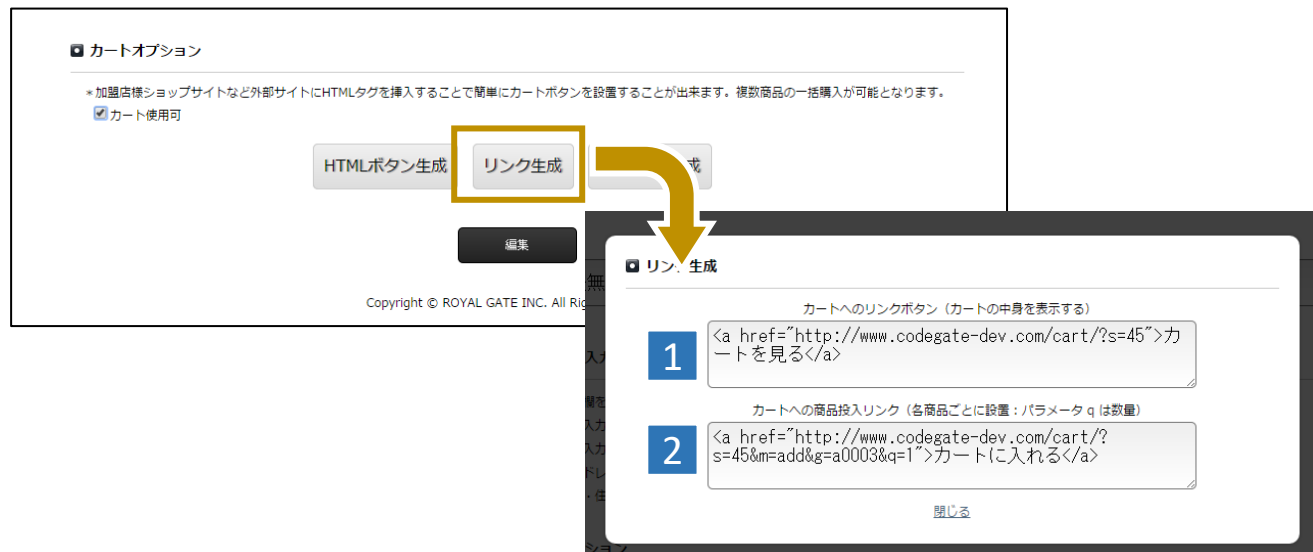 カートオプション
*加盟店様ショップサイトなど外部サイトにHTMLタグを挿入することで簡単にカートボタンを設置することが出来ます。複数商品の一括購入が可能となります。
カート使用可
HTMLボタン生成 リンク生成 成
編集
Copyright © ROYAL GATE INC. All Rig
リン 生成
カートへのリンクボタン（カートの中身を表示する）
1
<a href="http://www.codegate-dev.com/cart/?s=45">カ
ートを見る</a>
カートへの商品投入リンク（各商品ごとに設置：パラメータ q は数量）
2
<a href="http://www.codegate-dev.com/cart/?
s=45&m=add&g=a0003&q=1">カートに入れる</a>
閉じる